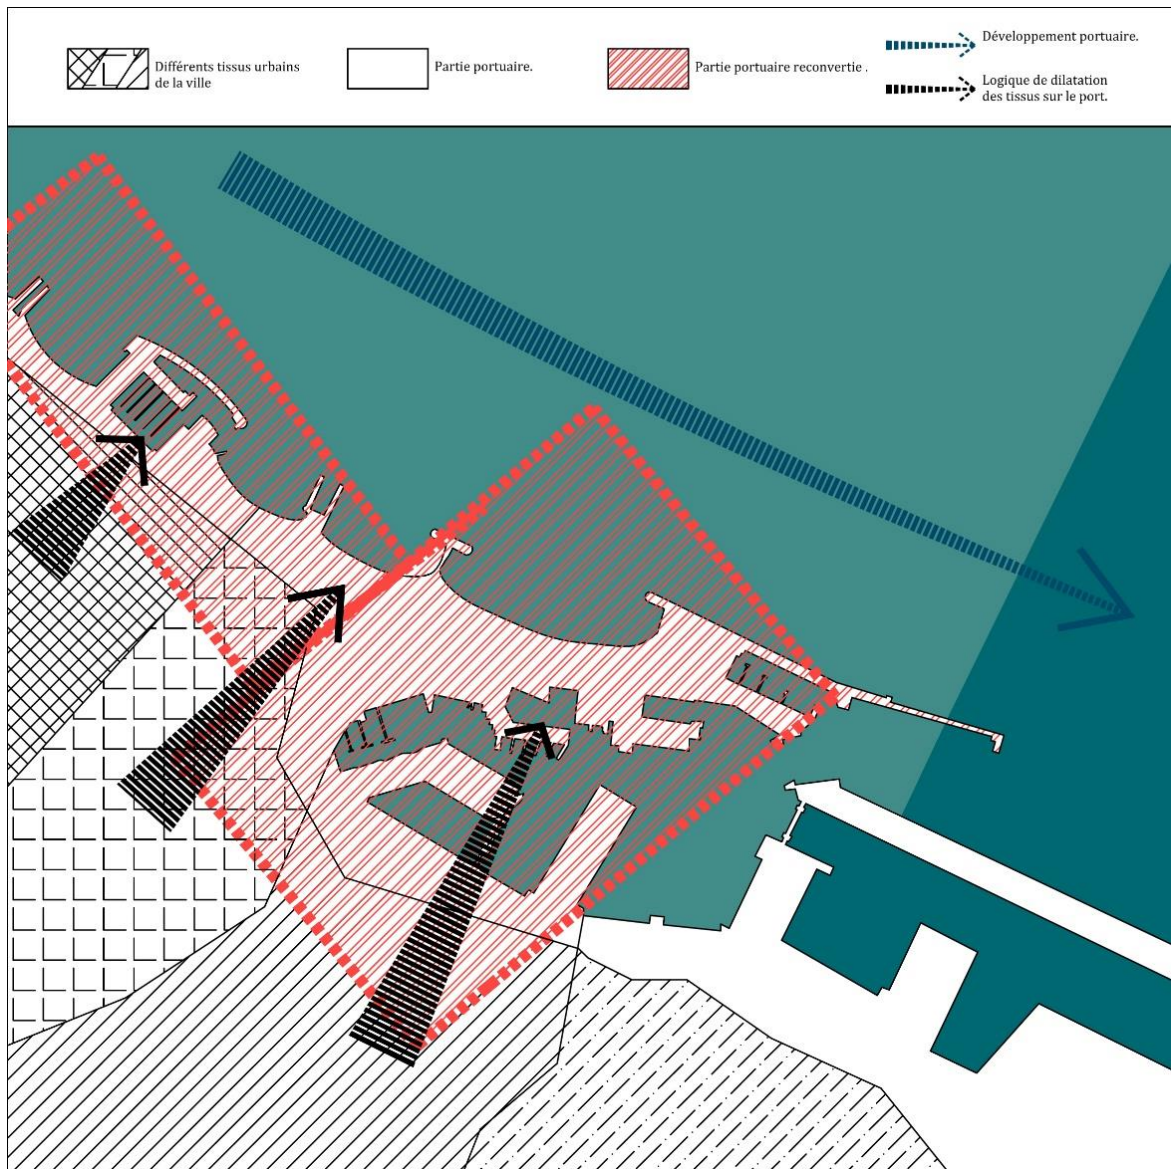 Différents tissus urbains
de la ville
Partie portuaire.
Partie portuaire reconvertie .
Développement portuaire.
Logique de dilatation
des tissus sur le port.